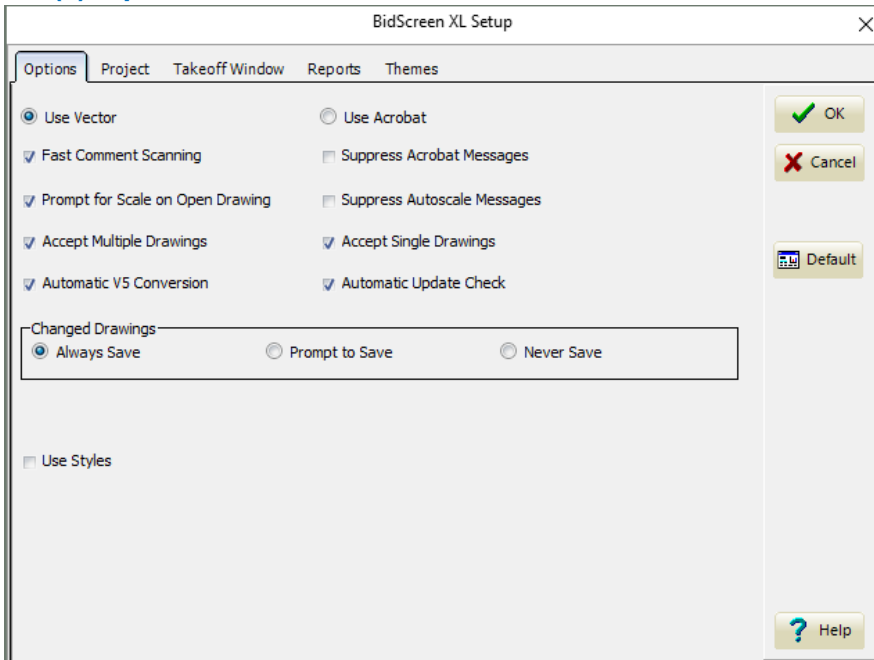 BidScreen XL Setup
Options Project Takeoff Window Reports Themes
Use Vector Use Acrobat OK
Fast Comment Scanning Suppress Acrobat Messages Cancel
Prompt for Scale on Open Drawing Suppress Autoscale Messages
Accept Multiple Drawings Accept Single Drawings
Default
Automatic V5 Conversion Automatic Update Check
Changed Drawings
Always Save Prompt to Save Never Save
Use Styles
Help